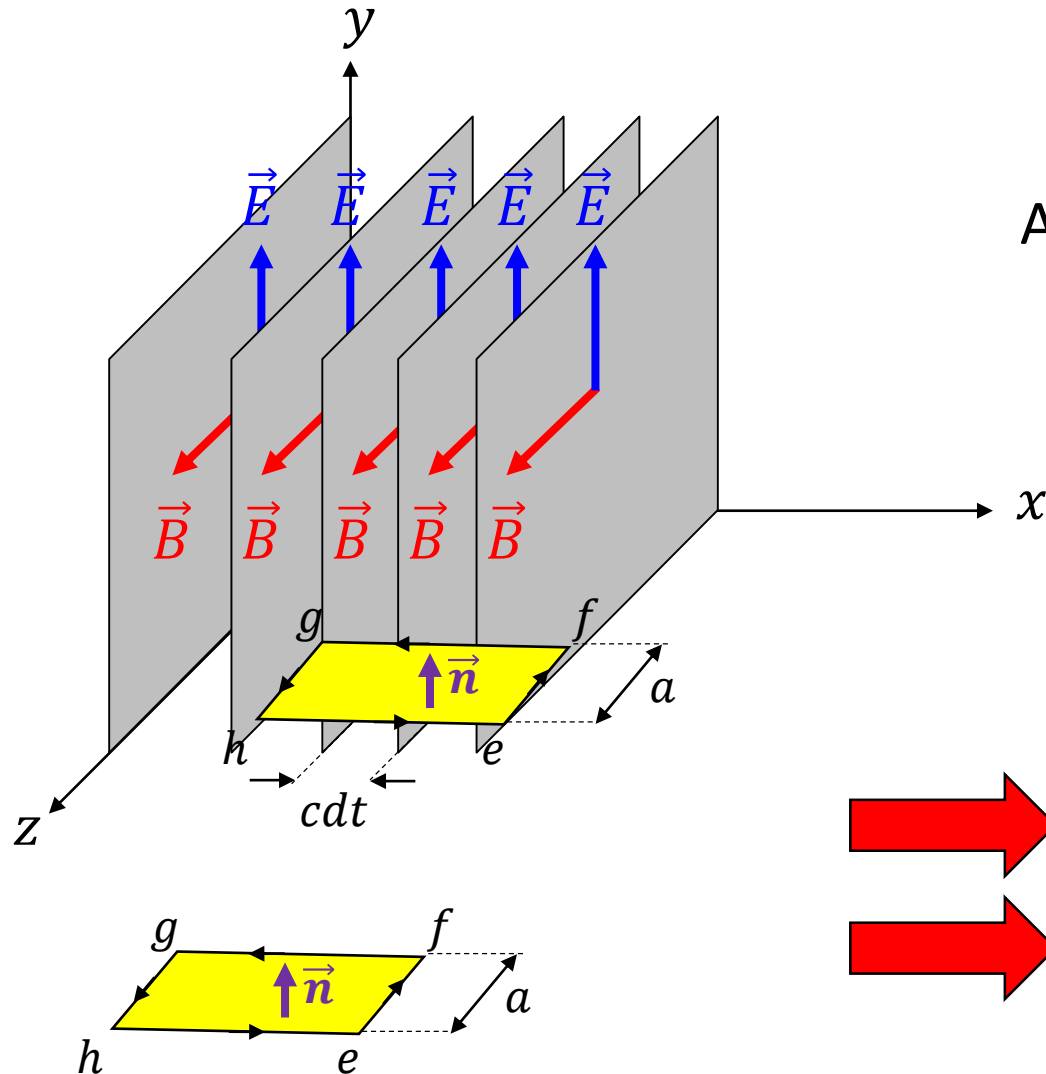 y
E⃗ E⃗ E⃗ E⃗ E⃗
A
x
B⃗ B⃗ B⃗ B⃗ B⃗
g f
n⃗
a
h e
cdt
z
g f
n⃗
a
h e